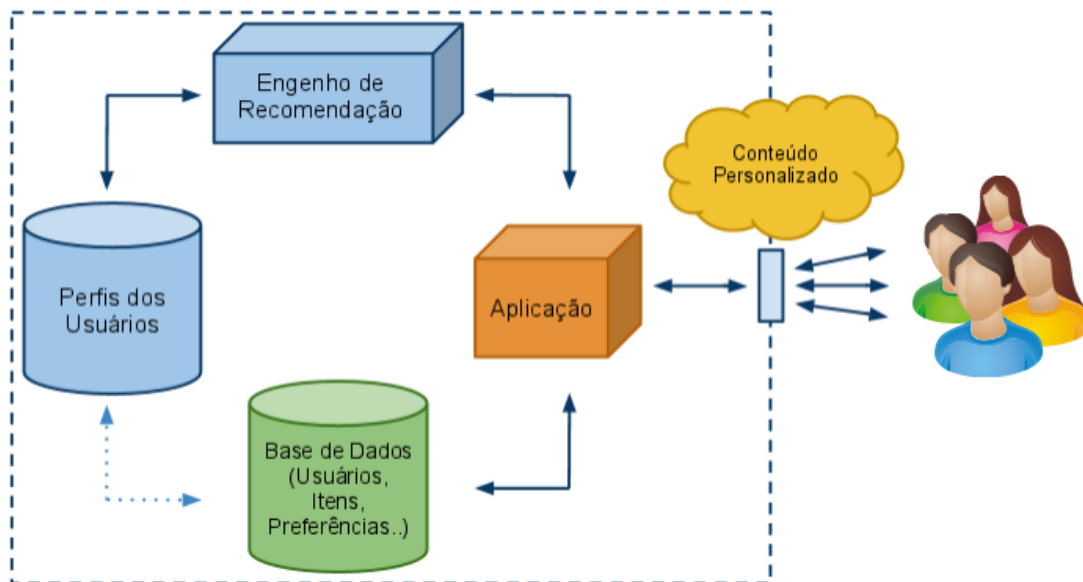 Engenho de
Recomendação
Conteúdo
Personalizado
Perfis dos
Usuários
Aplicação
Base de Dados
(Usuários,
Itens,
Preferências..)